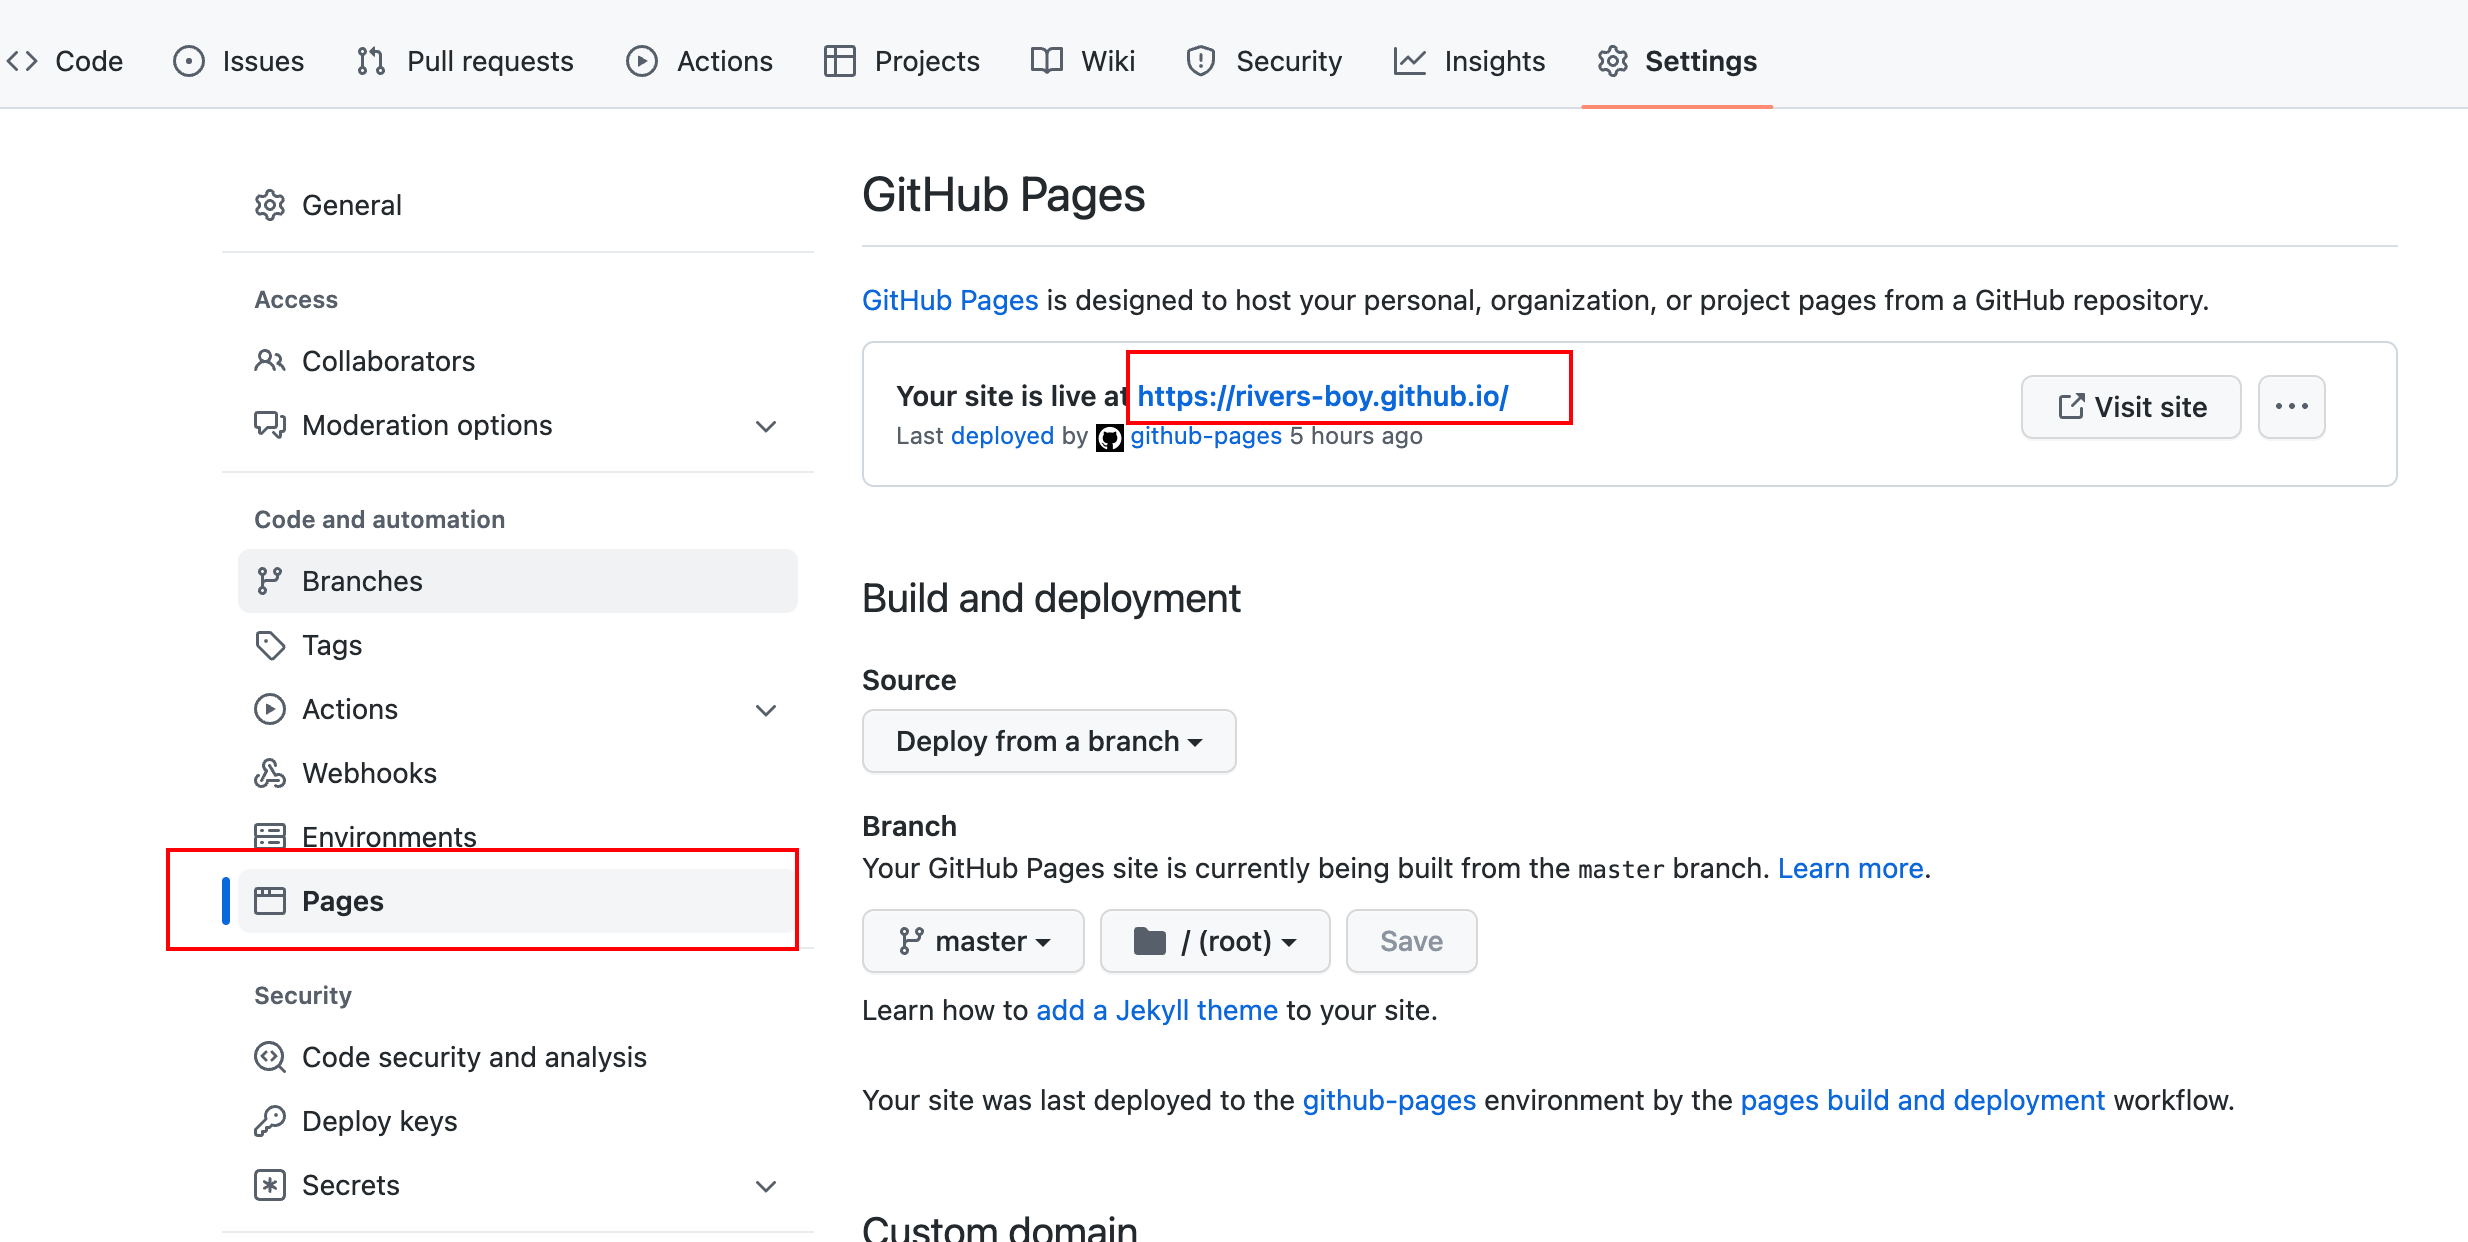 Code Issues Pull requests Actions Projects Wiki Security Insights Settings
General
Access
Collaborators
Moderation options
Code and automation
Branches
Tags
Actions
Webhooks
Environments
Pages
Security
Code security and analysis
Deploy keys
Secrets
GitHub Pages
GitHub Pages is designed to host your personal, organization, or project pages from a GitHub repository.
Your site is live at https://rivers-boy.github.io/
Last deployed by github-pages 5 hours ago
Visit site
Build and deployment
Source
Deploy from a branch
Branch
Your GitHub Pages site is currently being built from the master branch. Learn more.
master / (root) Save
Learn how to add a Jekyll theme to your site.
Your site was last deployed to the github-pages environment by the pages build and deployment workflow.
Custom domain